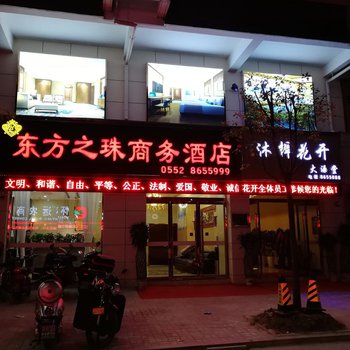 东方之珠商务酒店
0552 8655999
沐桐花开
大浴堂
文明、和谐、自由、平等、公正、法制、爱国、敬业、诚信 花开全体员工恭候您的光临!